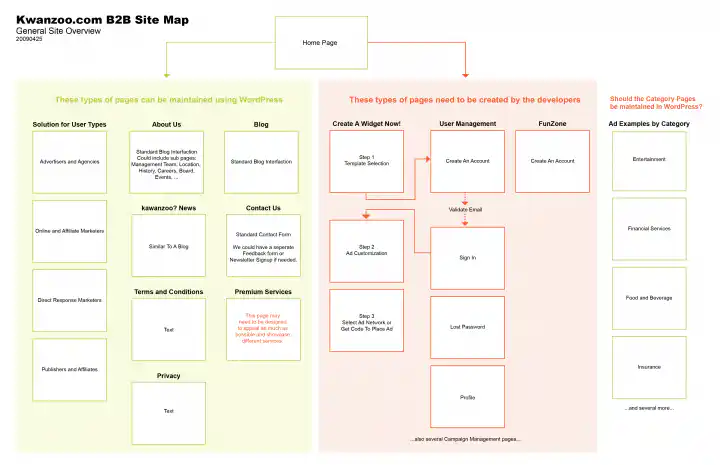 Kwanzoo.com B2B Site Map
General Site Overview
20090425
Home Page
These types of pages can be maintained using WordPress
Solution for User Types
Advertisers and Agencies
Online and Affiliate Marketers
Direct Response Marketers
Publishers and Affiliates
About Us
Standard Blog Interfaction
Could include sub pages:
Management Team, Location,
History, Careers, Board,
Events, ...
kawanzoo? News
Similar To A Blog
Terms and Conditions
Text
Privacy
Text
Blog
Standard Blog Interfaction
Contact Us
Standard Contact Form
We could have a seperate
Feedback form or
Newsletter Signup if needed.
Premium Services
This page may
need to be designed
to appeal as much as
possible and showcase
different services
These types of pages need to be created by the developers
Create A Widget Now!
Step 1
Template Selection
Step 2
Ad Customization
Step 3
Select Ad Network or
Get Code To Place Ad
User Management
Create An Account
Validate Email
Sign In
Lost Password
Profile
...also several Campaign Management pages...
FunZone
Create An Account
Should the Category Pages
be maintained in WordPress?
Ad Examples by Category
Entertainment
Financial Services
Food and Beverage
Insurance
...and several more...